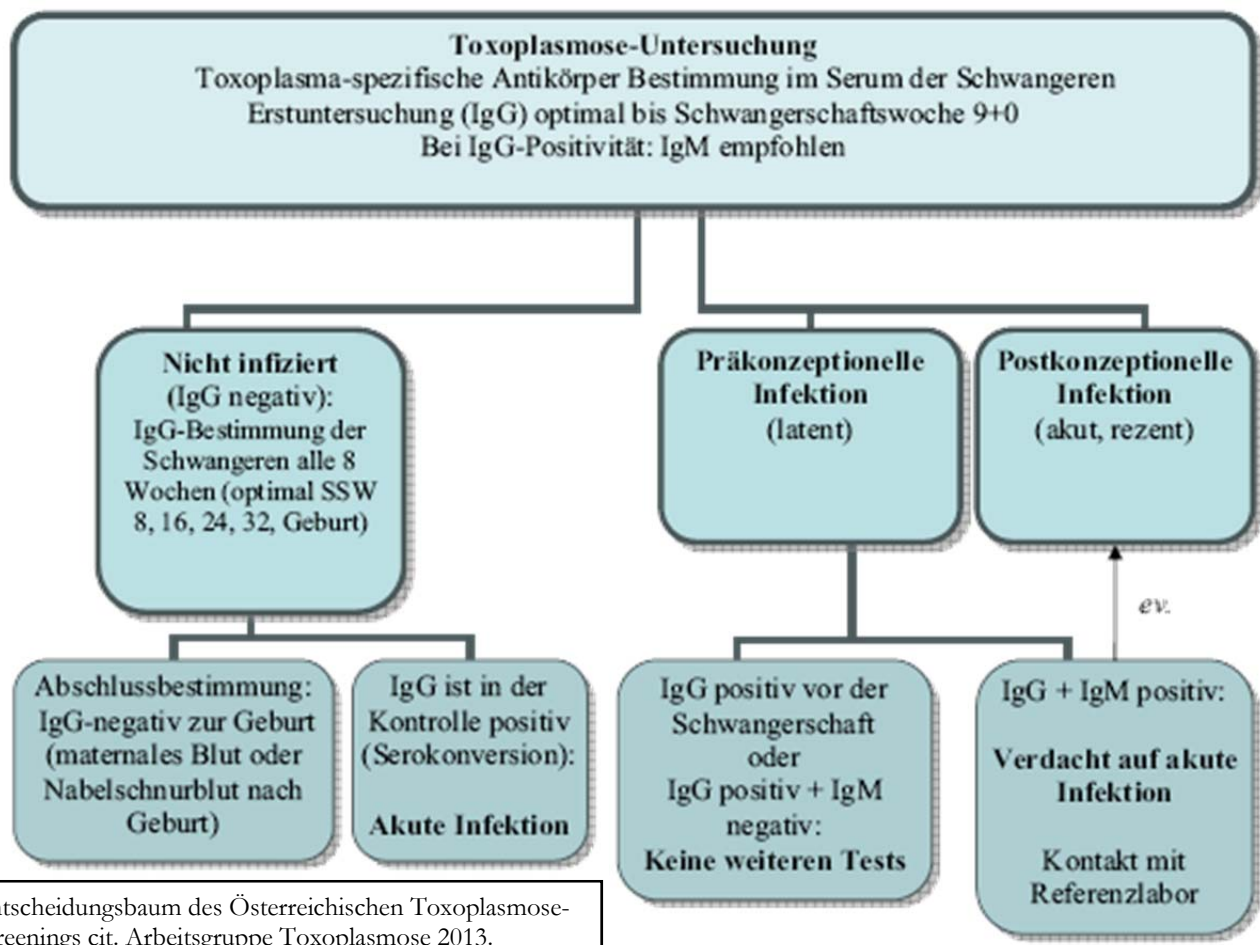 Toxoplasmose-Untersuchung
Toxoplasma-spezifische Antikörper Bestimmung im Serum der Schwangeren
Erstuntersuchung (IgG) optimal bis Schwangerschaftswoche 9+0
Bei IgG-Positivität: IgM empfohlen
Nicht infiziert
(IgG negativ):
IgG-Bestimmung der
Schwangeren alle 8
Wochen (optimal SSW
8, 16, 24, 32, Geburt)
Präkonzeptionelle
Infektion
(latent)
Postkonzeptionelle
Infektion
(akut, rezent)
ev.
Abschlussbestimmung:
IgG-negativ zur Geburt
(maternales Blut oder
Nabelschnurblut nach
Geburt)
IgG ist in der
Kontrolle positiv
(Serokonversion):
Akute Infektion
IgG positiv vor der
Schwangerschaft
oder
IgG positiv + IgM
negativ:
Keine weiteren Tests
IgG + IgM positiv:
Verdacht auf akute
Infektion
Kontakt mit
Referenzlabor
ntscheidungsbaum des Österreichischen Toxoplasmose-
reenings cit. Arbeitsgruppe Toxoplasmose 2013.